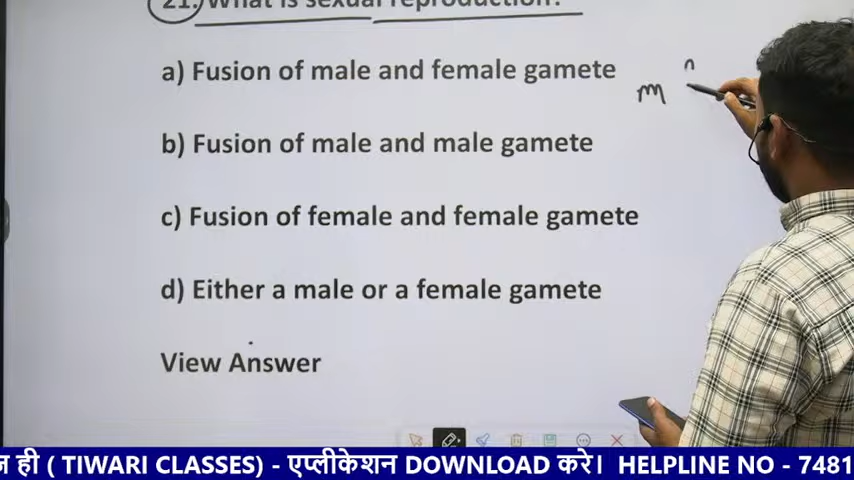 21. What is sexual reproduction?
a) Fusion of male and female gamete
m n
b) Fusion of male and male gamete
c) Fusion of female and female gamete
d) Either a male or a female gamete
View Answer
ही ( TIWARI CLASSES) - एप्लीकेशन DOWNLOAD करे। HELPLINE NO - 7481